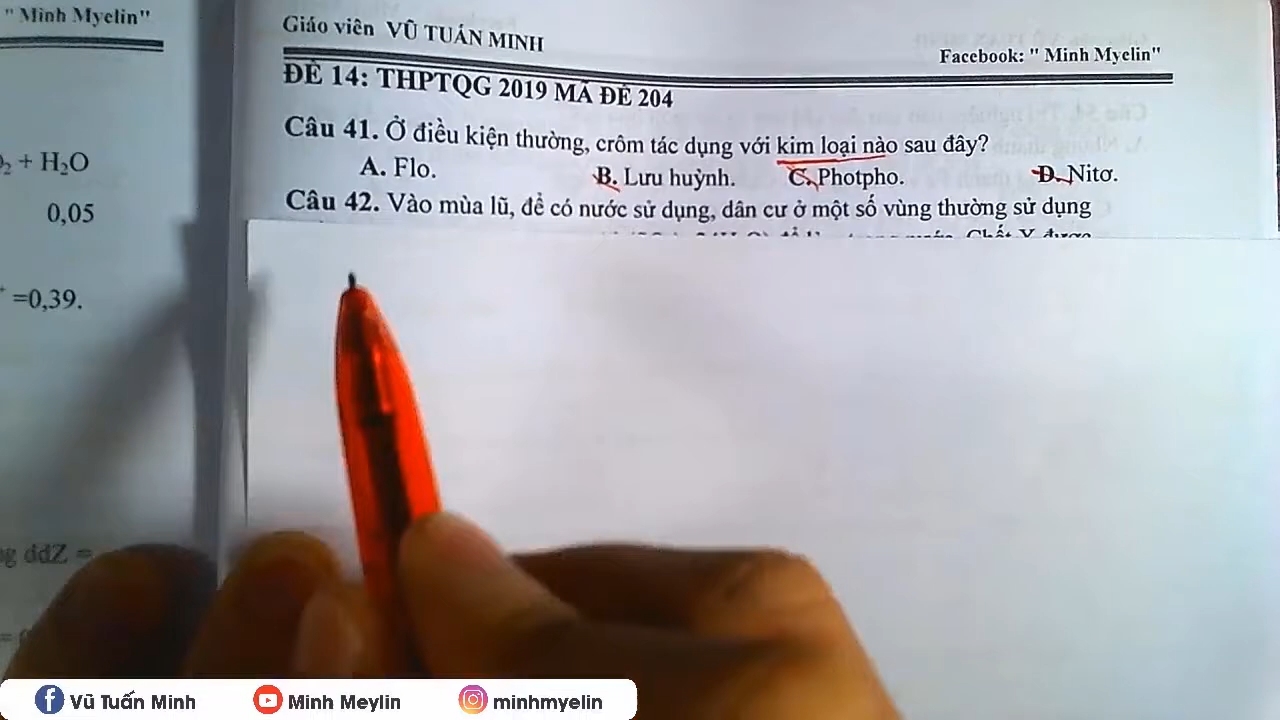 " Minh Myelin"
₂ + H₂O
0,05
⁺ =0,39.
ddZ =
Giáo viên VŨ TUẤN MINH
Facebook: " Minh Myelin"
ĐỀ 14: THPTQG 2019 MÃ ĐỀ 204
Câu 41. Ở điều kiện thường, crôm tác dụng với kim loại nào sau đây?
A. Flo. B. Lưu huỳnh. C. Photpho. D. Nitơ.
Câu 42. Vào mùa lũ, để có nước sử dụng, dân cư ở một số vùng thường sử dụng
Chất X được
Vũ Tuấn Minh Minh Meylin minhmyelin